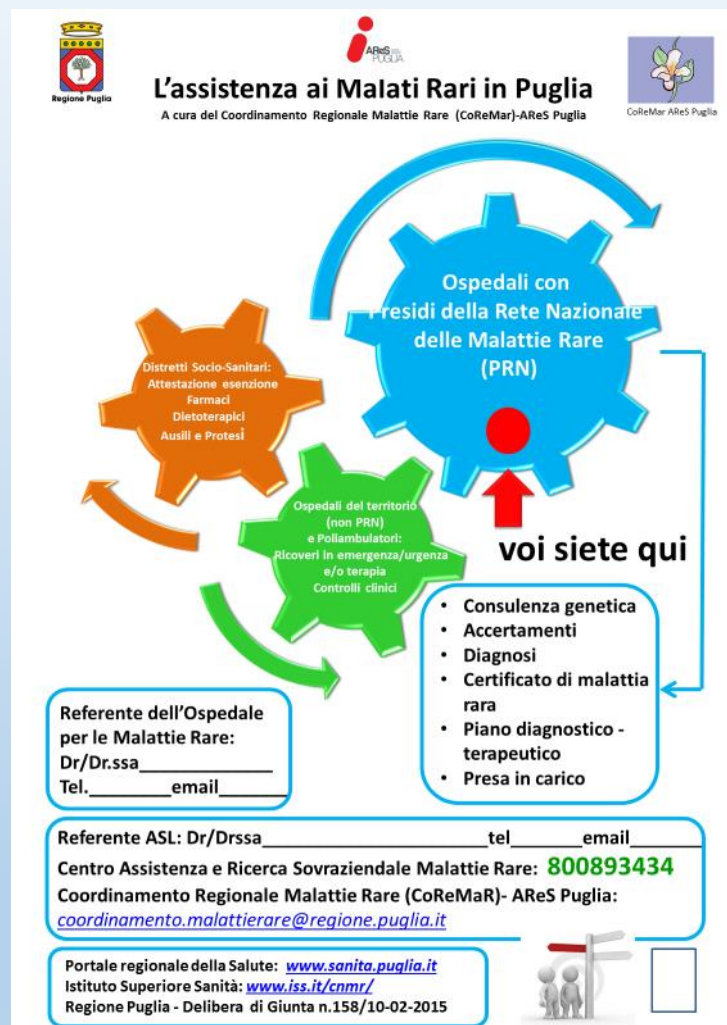 Regione Puglia
AReS
PUGLIA
CoReMar AReS Puglia
L'assistenza ai Malati Rari in Puglia
A cura del Coordinamento Regionale Malattie Rare (CoReMar)-AReS Puglia
Ospedali con
Presidi della Rete Nazionale
delle Malattie Rare
(PRN)
Distretti Socio-Sanitari:
Attestazione esenzione
Farmaci
Dietoterapici
Ausili e Protesi
Ospedali del territorio
(non PRN)
e Poliambulatori:
Ricoveri in emergenza/urgenza
e/o terapia
Controlli clinici
voi siete qui
• Consulenza genetica
• Accertamenti
• Diagnosi
• Certificato di malattia
rara
• Piano diagnostico -
terapeutico
• Presa in carico
Referente dell'Ospedale
per le Malattie Rare:
Dr/Dr.ssa_____________
Tel.________email_______
Referente ASL: Dr/Drssa______________________tel_______email_______
Centro Assistenza e Ricerca Sovraziendale Malattie Rare: 800893434
Coordinamento Regionale Malattie Rare (CoReMaR)- AReS Puglia:
coordinamento.malattierare@regione.puglia.it
Portale regionale della Salute: www.sanita.puglia.it
Istituto Superiore Sanità: www.iss.it/cnmr/
Regione Puglia - Delibera di Giunta n.158/10-02-2015